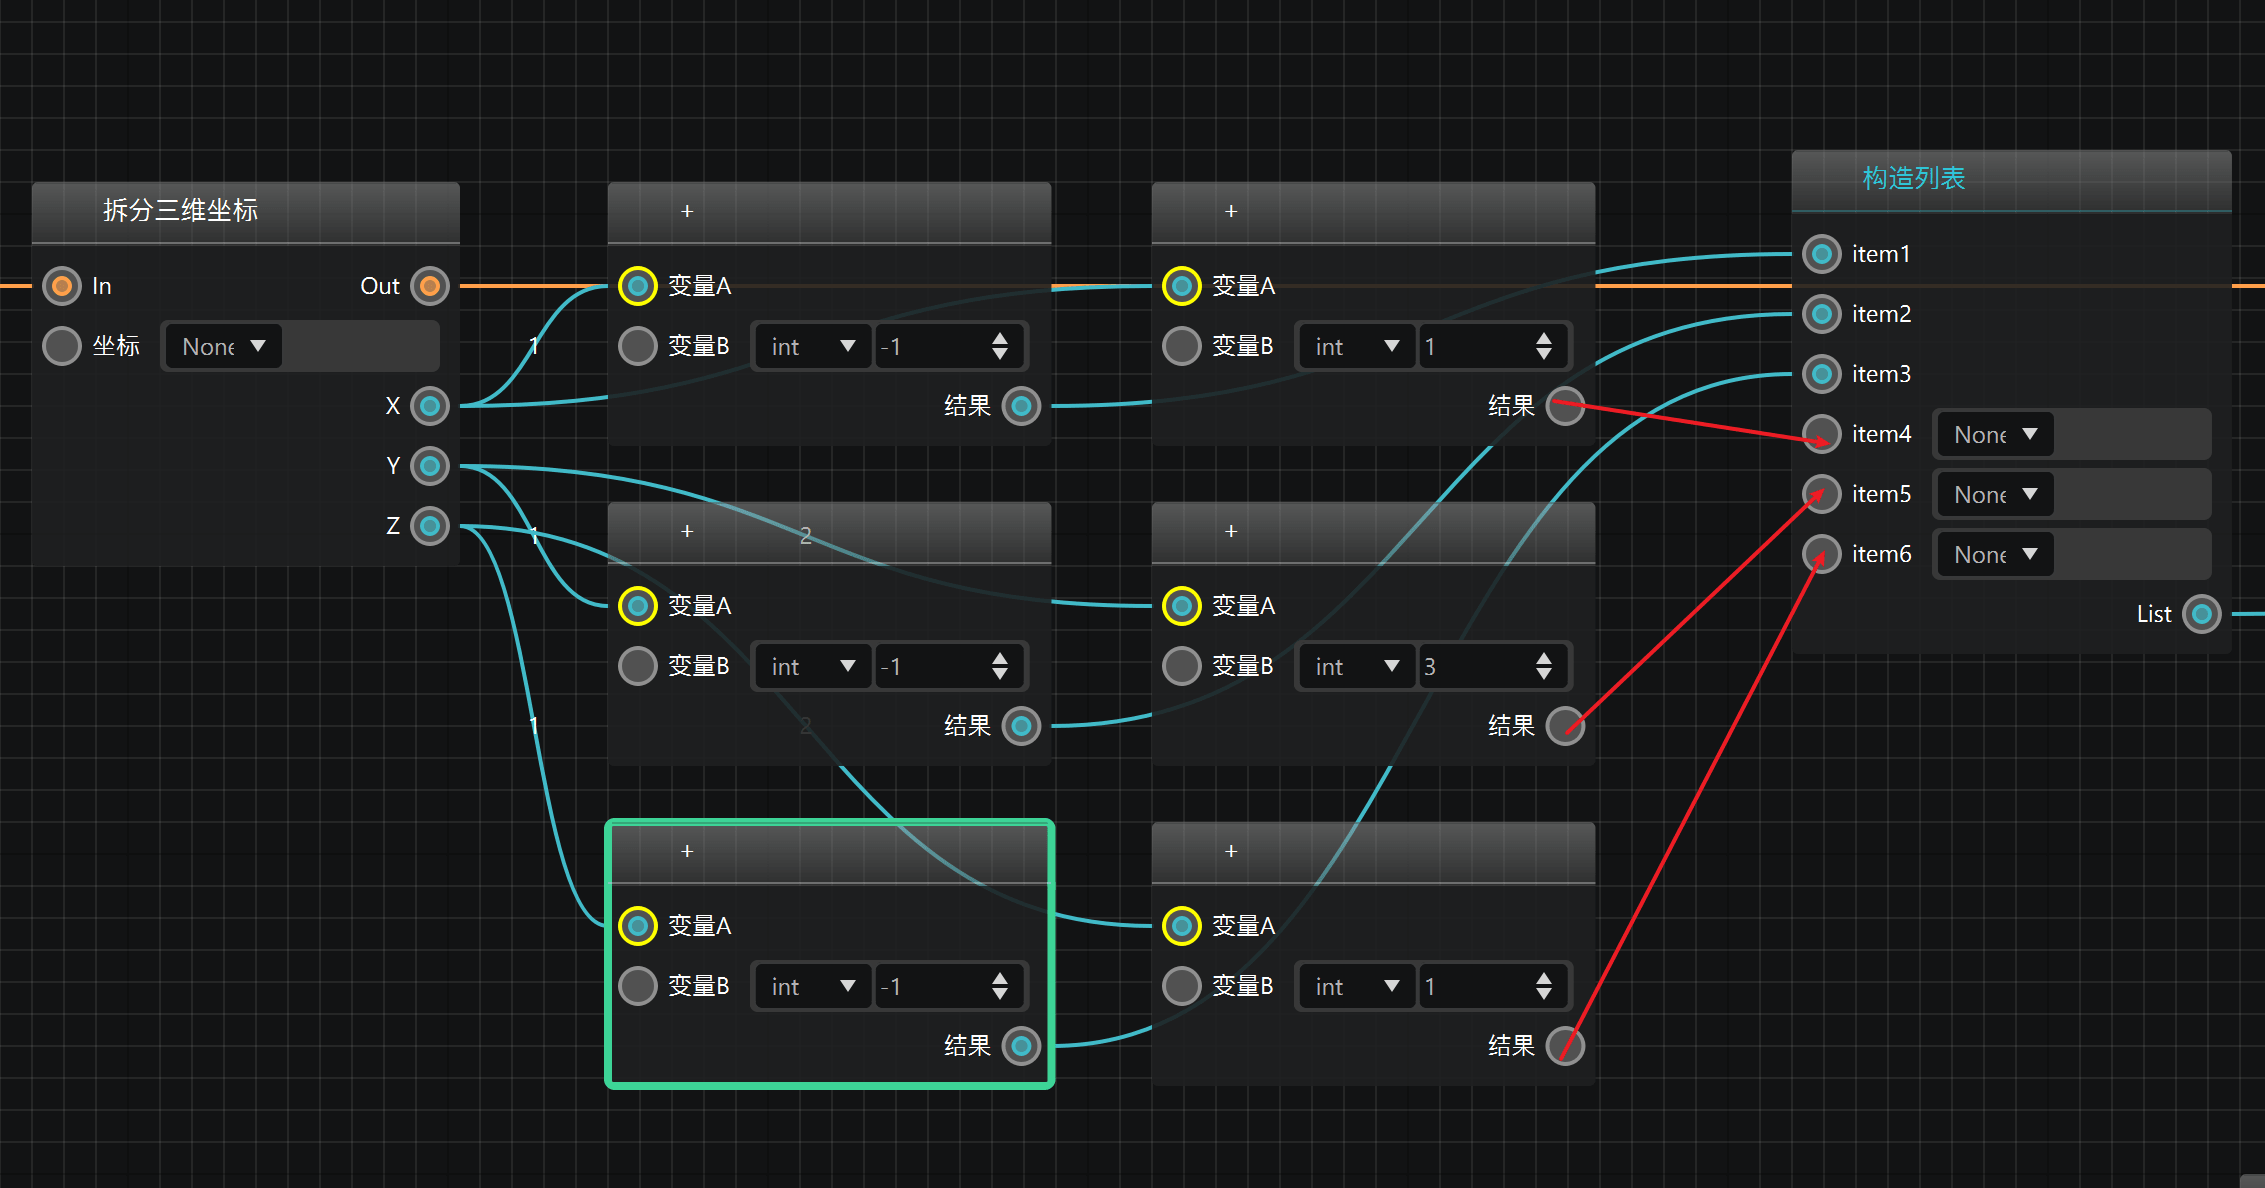 拆分三维坐标
In
Out
坐标
None
X
Y
Z
1
1
1
2
2
+
变量A
变量B
int
-1
结果
+
变量A
变量B
int
1
结果
+
变量A
变量B
int
-1
结果
+
变量A
变量B
int
3
结果
+
变量A
变量B
int
-1
结果
+
变量A
变量B
int
1
结果
构造列表
item1
item2
item3
item4
None
item5
None
item6
None
List